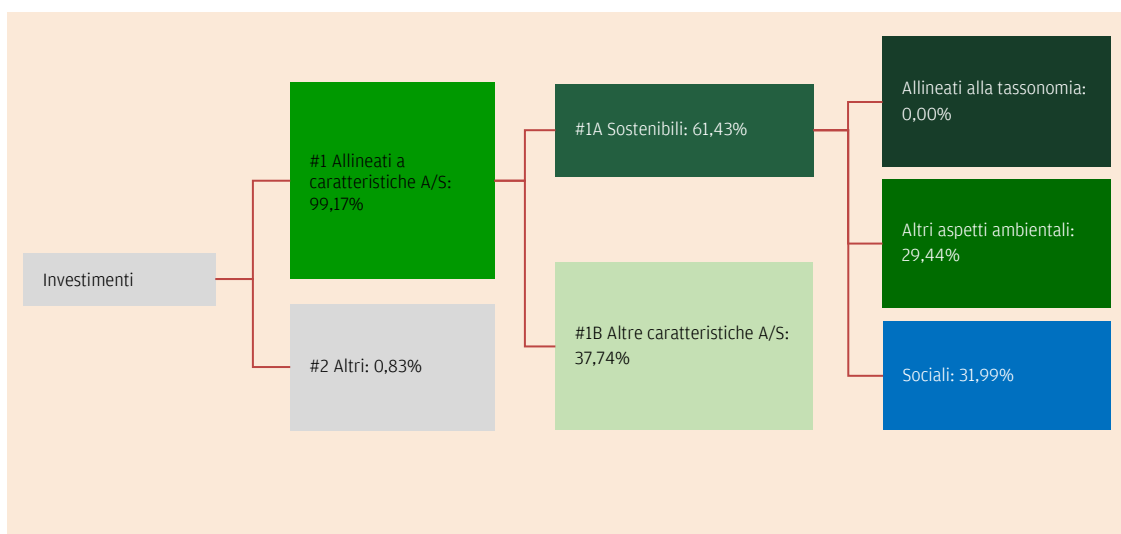 Investimenti
#1 Allineati a
caratteristiche A/S:
99,17%
#2 Altri: 0,83%
#1A Sostenibili: 61,43%
#1B Altre caratteristiche A/S:
37,74%
Allineati alla tassonomia:
0,00%
Altri aspetti ambientali:
29,44%
Sociali: 31,99%